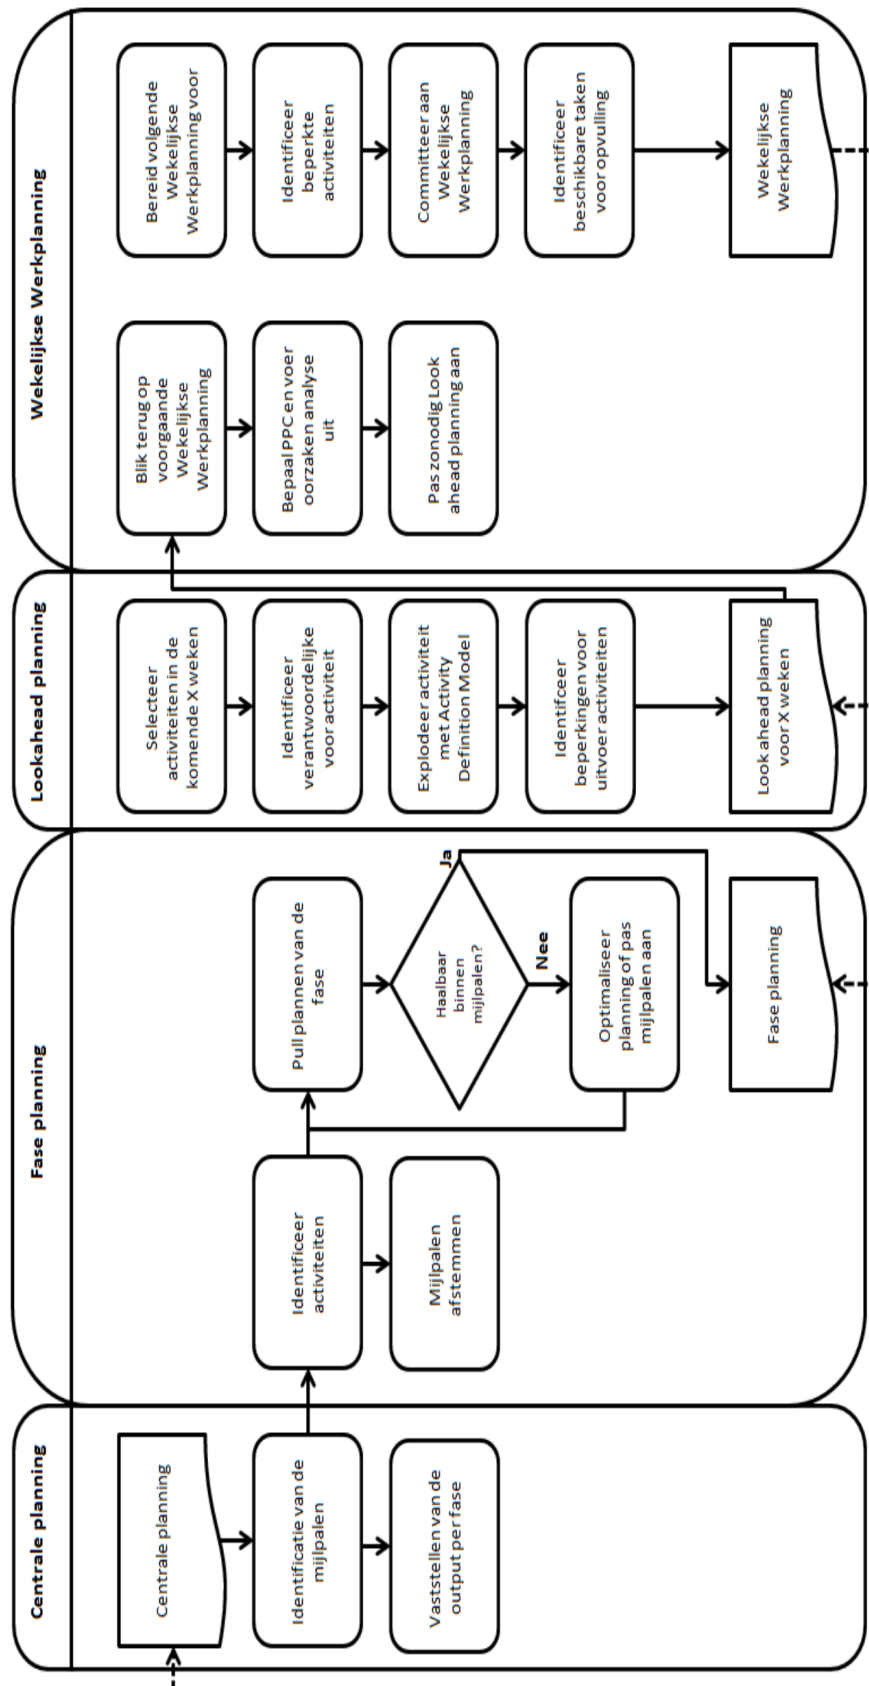 Centrale planning
Centrale planning
Identificatie van de
mijlpalen
Vaststellen van de
output per fase
Fase planning
Identificeer
activiteiten
Mijlpalen
afstemmen
Pull plannen van de
fase
Haalbaar
binnen
mijlpalen?
Ja
Nee
Optimaliseer
planning of pas
mijlpalen aan
Fase planning
Lookahead planning
Selecteer
activiteiten in de
komende X weken
Identificeer
verantwoordelijke
voor activiteit
Explodeer activiteit
met Activity
Definition Model
Identifceer
beperkingen voor
uitvoer activiteiten
Look ahead planning
voor X weken
Wekelijkse Werkplanning
Blik terug op
voorgaande
Wekelijkse
Werkplanning
Bepaal PPC en voer
oorzaken analyse
uit
Pas zonodig Look
ahead planning aan
Bereid volgende
Wekelijkse
Werkplanning voor
Identificeer
beperkte
activiteiten
Committeer aan
Wekelijkse
Werkplanning
Identificeer
beschikbare taken
voor opvulling
Wekelijkse
Werkplanning